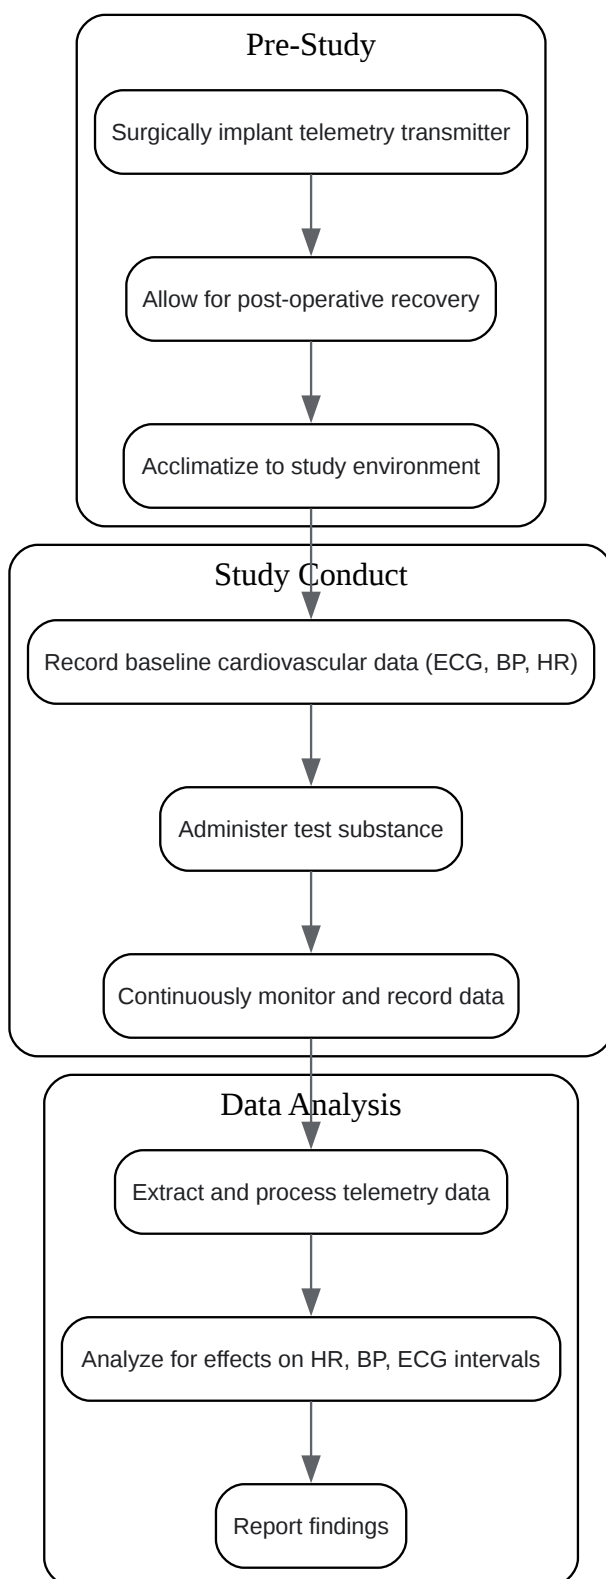 Pre-Study
Surgically implant telemetry transmitter
Allow for post-operative recovery
Acclimatize to study environment
Study Conduct
Record baseline cardiovascular data (ECG, BP, HR)
Administer test substance
Continuously monitor and record data
Data Analysis
Extract and process telemetry data
Analyze for effects on HR, BP, ECG intervals
Report findings